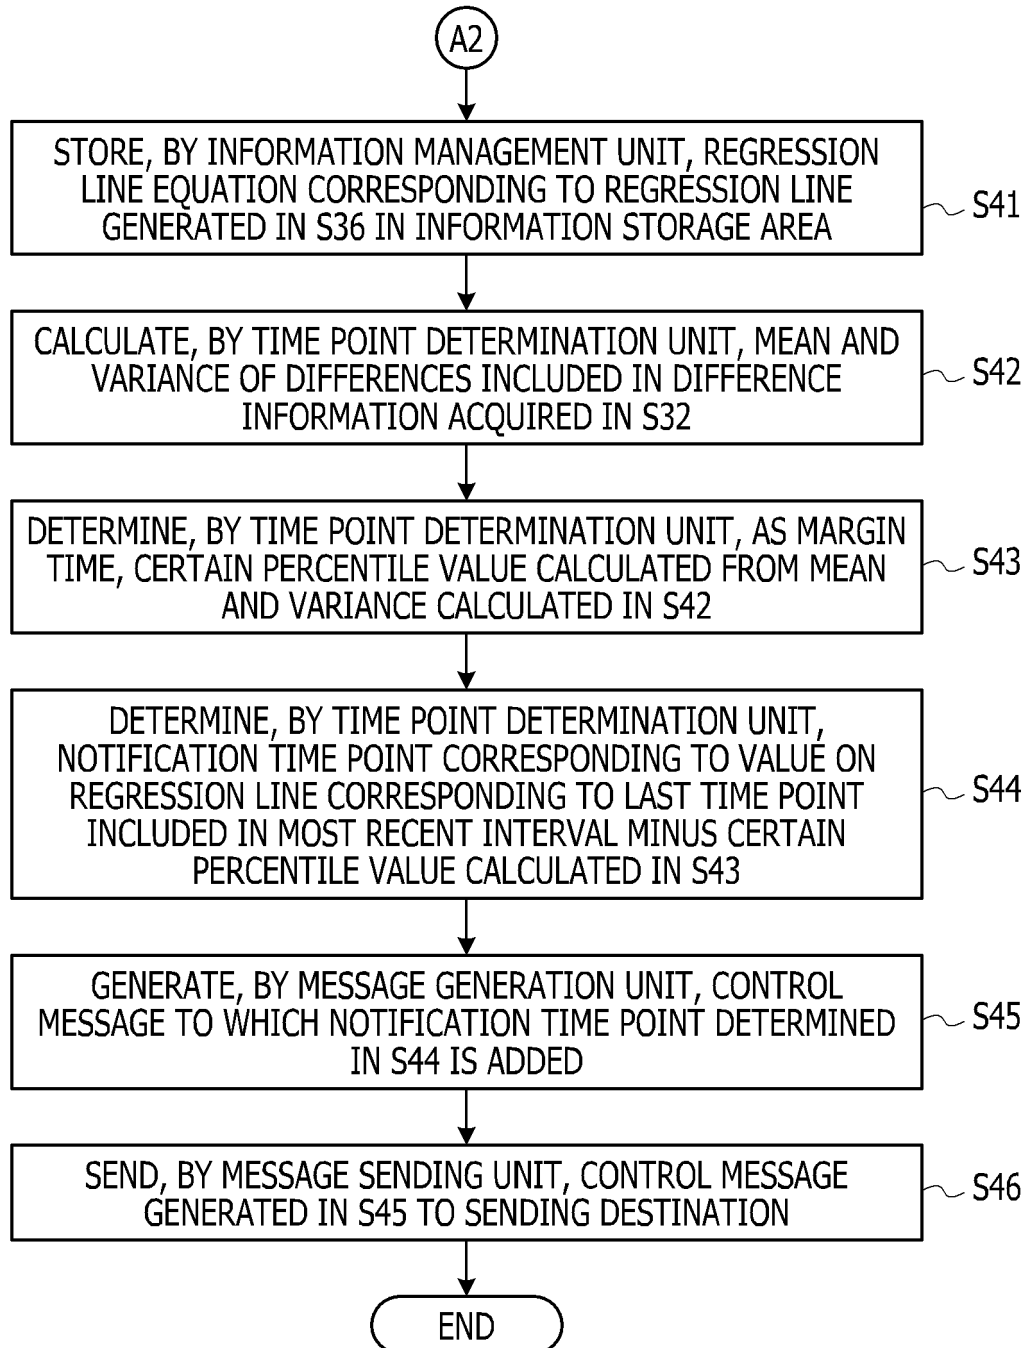 A2
STORE, BY INFORMATION MANAGEMENT UNIT, REGRESSION
LINE EQUATION CORRESPONDING TO REGRESSION LINE
GENERATED IN S36 IN INFORMATION STORAGE AREA
S41
CALCULATE, BY TIME POINT DETERMINATION UNIT, MEAN AND
VARIANCE OF DIFFERENCES INCLUDED IN DIFFERENCE
INFORMATION ACQUIRED IN S32
S42
DETERMINE, BY TIME POINT DETERMINATION UNIT, AS MARGIN
TIME, CERTAIN PERCENTILE VALUE CALCULATED FROM MEAN
AND VARIANCE CALCULATED IN S42
S43
DETERMINE, BY TIME POINT DETERMINATION UNIT,
NOTIFICATION TIME POINT CORRESPONDING TO VALUE ON
REGRESSION LINE CORRESPONDING TO LAST TIME POINT
INCLUDED IN MOST RECENT INTERVAL MINUS CERTAIN
PERCENTILE VALUE CALCULATED IN S43
S44
GENERATE, BY MESSAGE GENERATION UNIT, CONTROL
MESSAGE TO WHICH NOTIFICATION TIME POINT DETERMINED
IN S44 IS ADDED
S45
SEND, BY MESSAGE SENDING UNIT, CONTROL MESSAGE
GENERATED IN S45 TO SENDING DESTINATION
S46
END